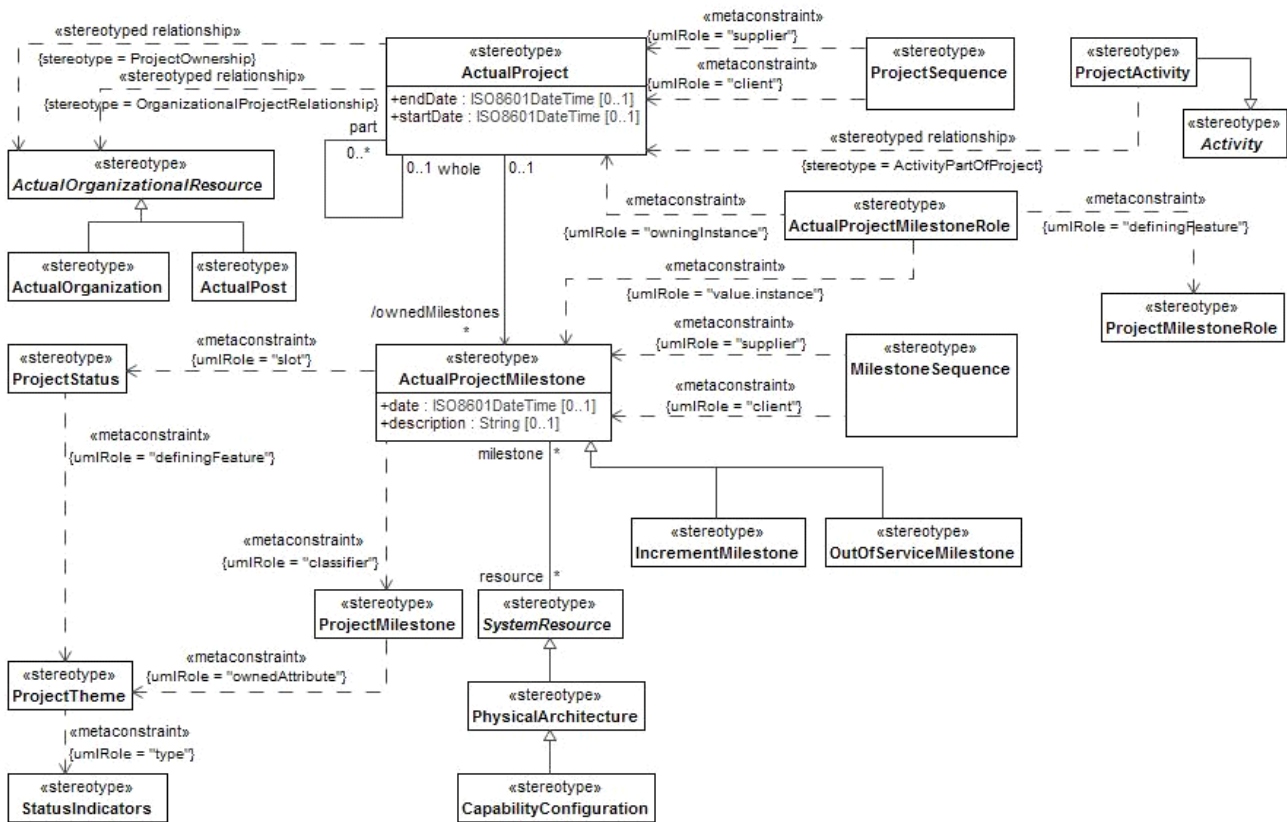 «stereotyped relationship»
{stereotype = ProjectOwnership}
«stereotyped relationship»
{stereotype = OrganizationalProjectRelationship}
«stereotype»
ActualProject
+endDate : ISO8601DateTime [0..1]
+startDate : ISO8601DateTime [0..1]
«metaconstraint»
{umlRole = "supplier"}
«metaconstraint»
{umlRole = "client"}
«stereotype»
ProjectSequence
«stereotype»
ProjectActivity
«stereotype»
Activity
«stereotyped relationship»
{stereotype = ActivityPartOfProject}
part
0..*
0..1 whole
0..1
«stereotype»
ActualOrganizationalResource
«stereotype»
ActualOrganization
«stereotype»
ActualPost
«metaconstraint»
{umlRole = "owningInstance"}
«stereotype»
ActualProjectMilestoneRole
«metaconstraint»
{umlRole = "definingFeature"}
«metaconstraint»
{umlRole = "value.instance"}
«stereotype»
ProjectMilestoneRole
/ownedMilestones
*
«stereotype»
ProjectStatus
«metaconstraint»
{umlRole = "slot"}
«stereotype»
ActualProjectMilestone
+date : ISO8601DateTime [0..1]
+description : String [0..1]
«metaconstraint»
{umlRole = "supplier"}
«metaconstraint»
{umlRole = "client"}
«stereotype»
MilestoneSequence
«metaconstraint»
{umlRole = "definingFeature"}
milestone *
«stereotype»
IncrementMilestone
«stereotype»
OutOfServiceMilestone
«metaconstraint»
{umlRole = "classifier"}
resource *
«stereotype»
ProjectMilestone
«stereotype»
SystemResource
«metaconstraint»
{umlRole = "ownedAttribute"}
«stereotype»
ProjectTheme
«stereotype»
PhysicalArchitecture
«metaconstraint»
{umlRole = "type"}
«stereotype»
StatusIndicators
«stereotype»
CapabilityConfiguration